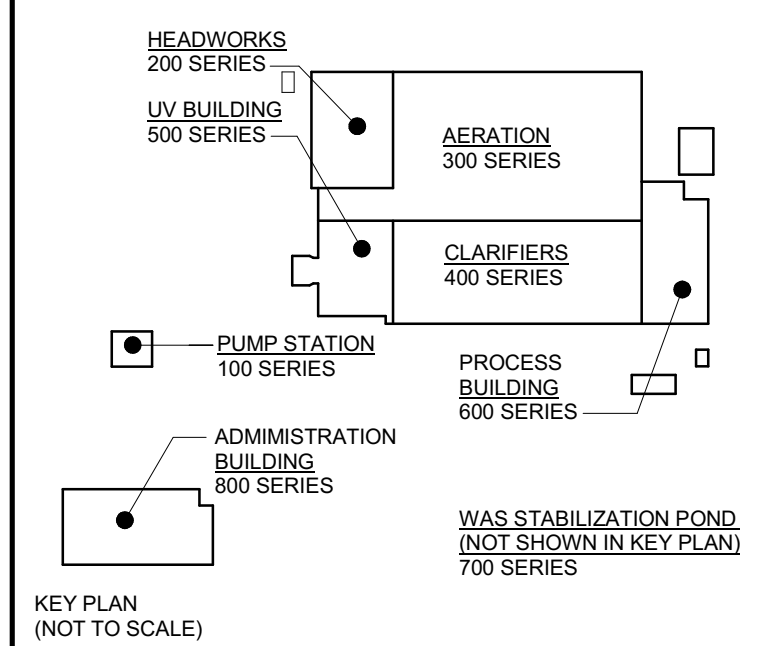 HEADWORKS
200 SERIES
UV BUILDING
500 SERIES
AERATION
300 SERIES
CLARIFIERS
400 SERIES
PUMP STATION
100 SERIES
PROCESS
BUILDING
600 SERIES
ADMIMISTRATION
BUILDING
800 SERIES
WAS STABILIZATION POND
(NOT SHOWN IN KEY PLAN)
700 SERIES
KEY PLAN
(NOT TO SCALE)